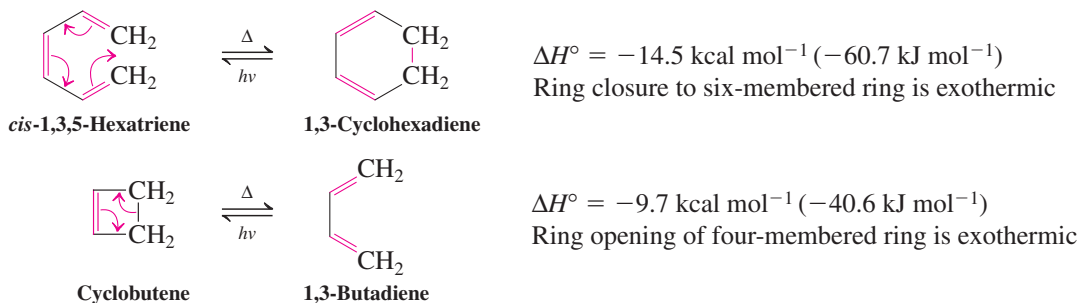 CH₂ Δ CH₂ ΔH° = −14.5 kcal mol⁻¹ (−60.7 kJ mol⁻¹)
CH₂ hv CH₂ Ring closure to six-membered ring is exothermic
cis-1,3,5-Hexatriene 1,3-Cyclohexadiene
CH₂ Δ CH₂ ΔH° = −9.7 kcal mol⁻¹ (−40.6 kJ mol⁻¹)
CH₂ hv CH₂ Ring opening of four-membered ring is exothermic
Cyclobutene 1,3-Butadiene